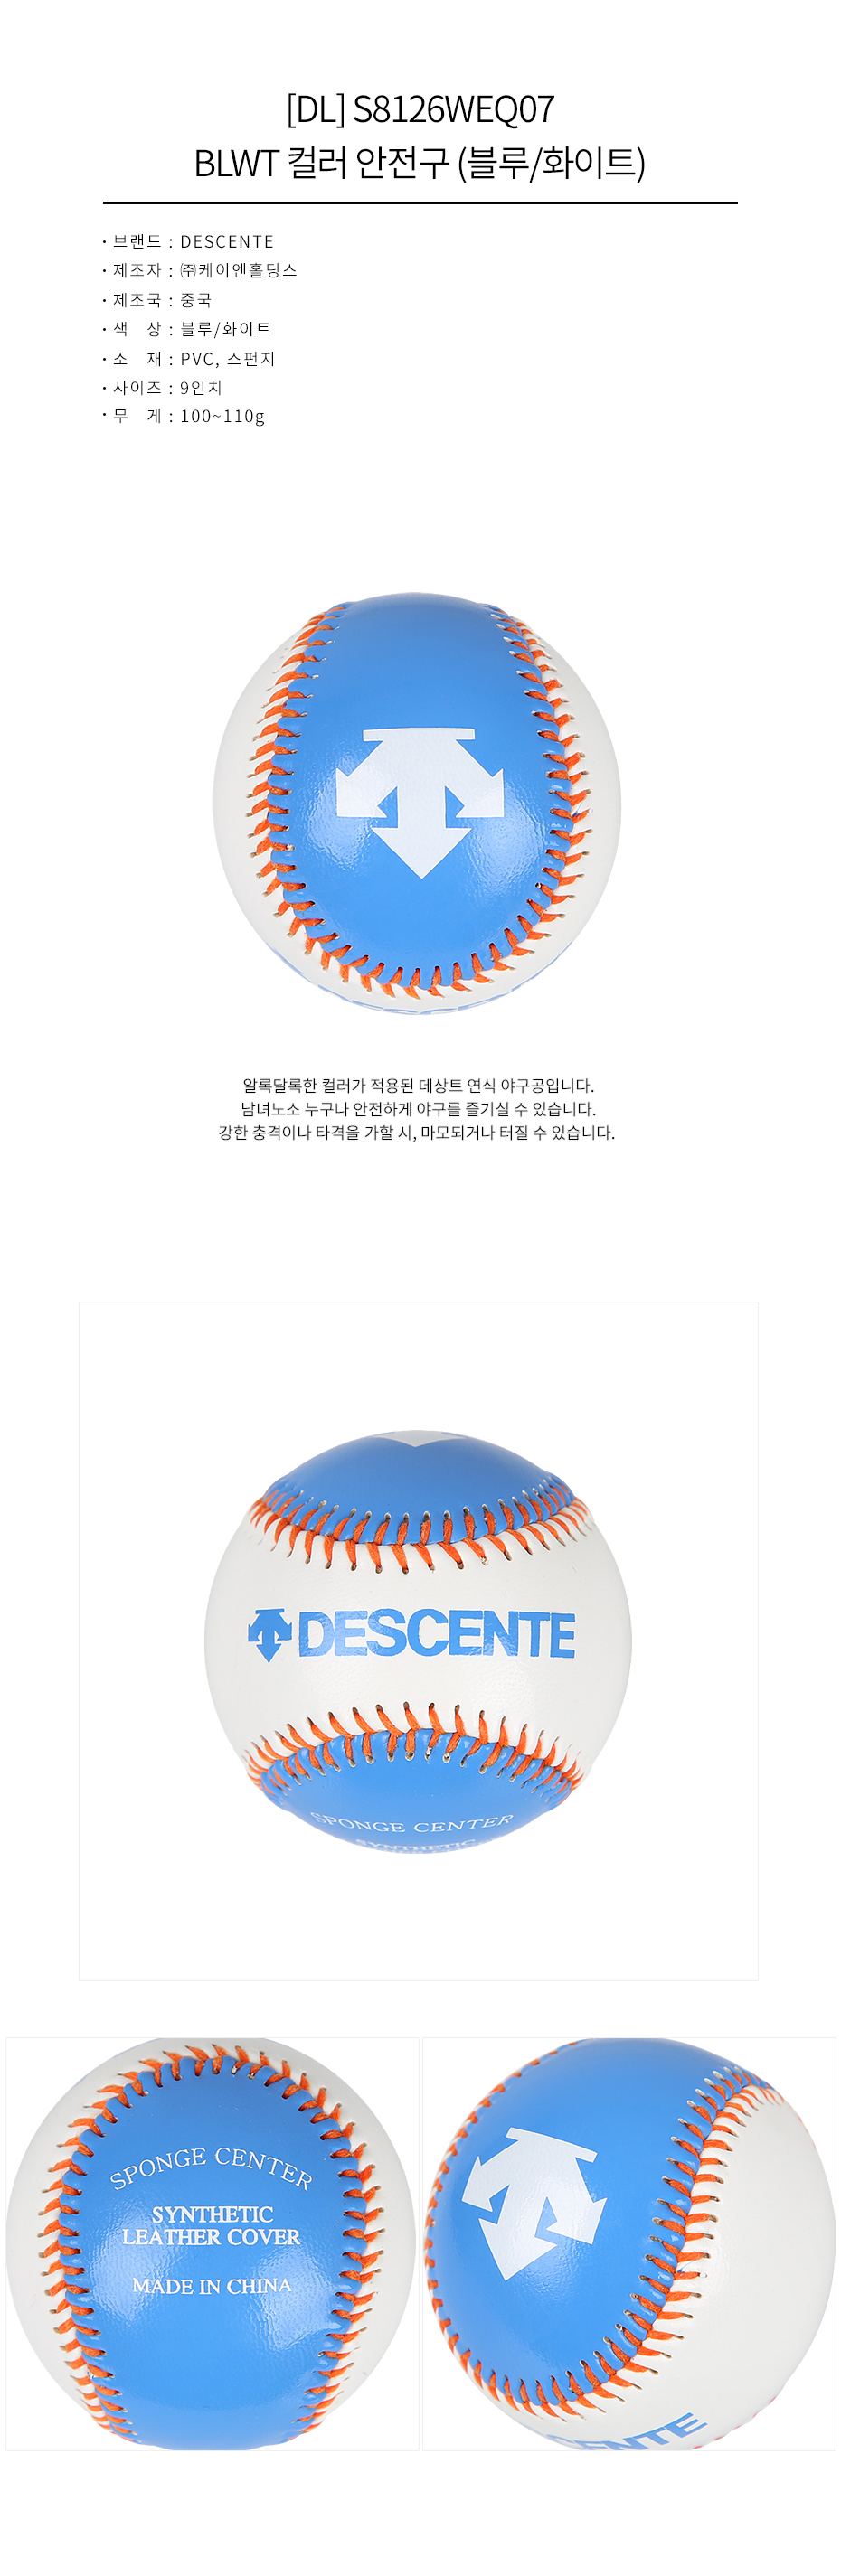 [DL] S8126WEQ07
BLWT 컬러 안전구 (블루/화이트)
· 브랜드 : DESCENTE
· 제조자 : ㈜케이엔홀딩스
· 제조국 : 중국
· 색 상 : 블루/화이트
· 소 재 : PVC, 스펀지
· 사이즈 : 9인치
· 무 게 : 100~110g
알록달록한 컬러가 적용된 데상트 연식 야구공입니다.
남녀노소 누구나 안전하게 야구를 즐기실 수 있습니다.
강한 충격이나 타격을 가할 시, 마모되거나 터질 수 있습니다.
DESCENTE
SPONGE CENTER
SYNTHETIC
SPONGE CENTER
SYNTHETIC
LEATHER COVER
MADE IN CHINA
SCENTE